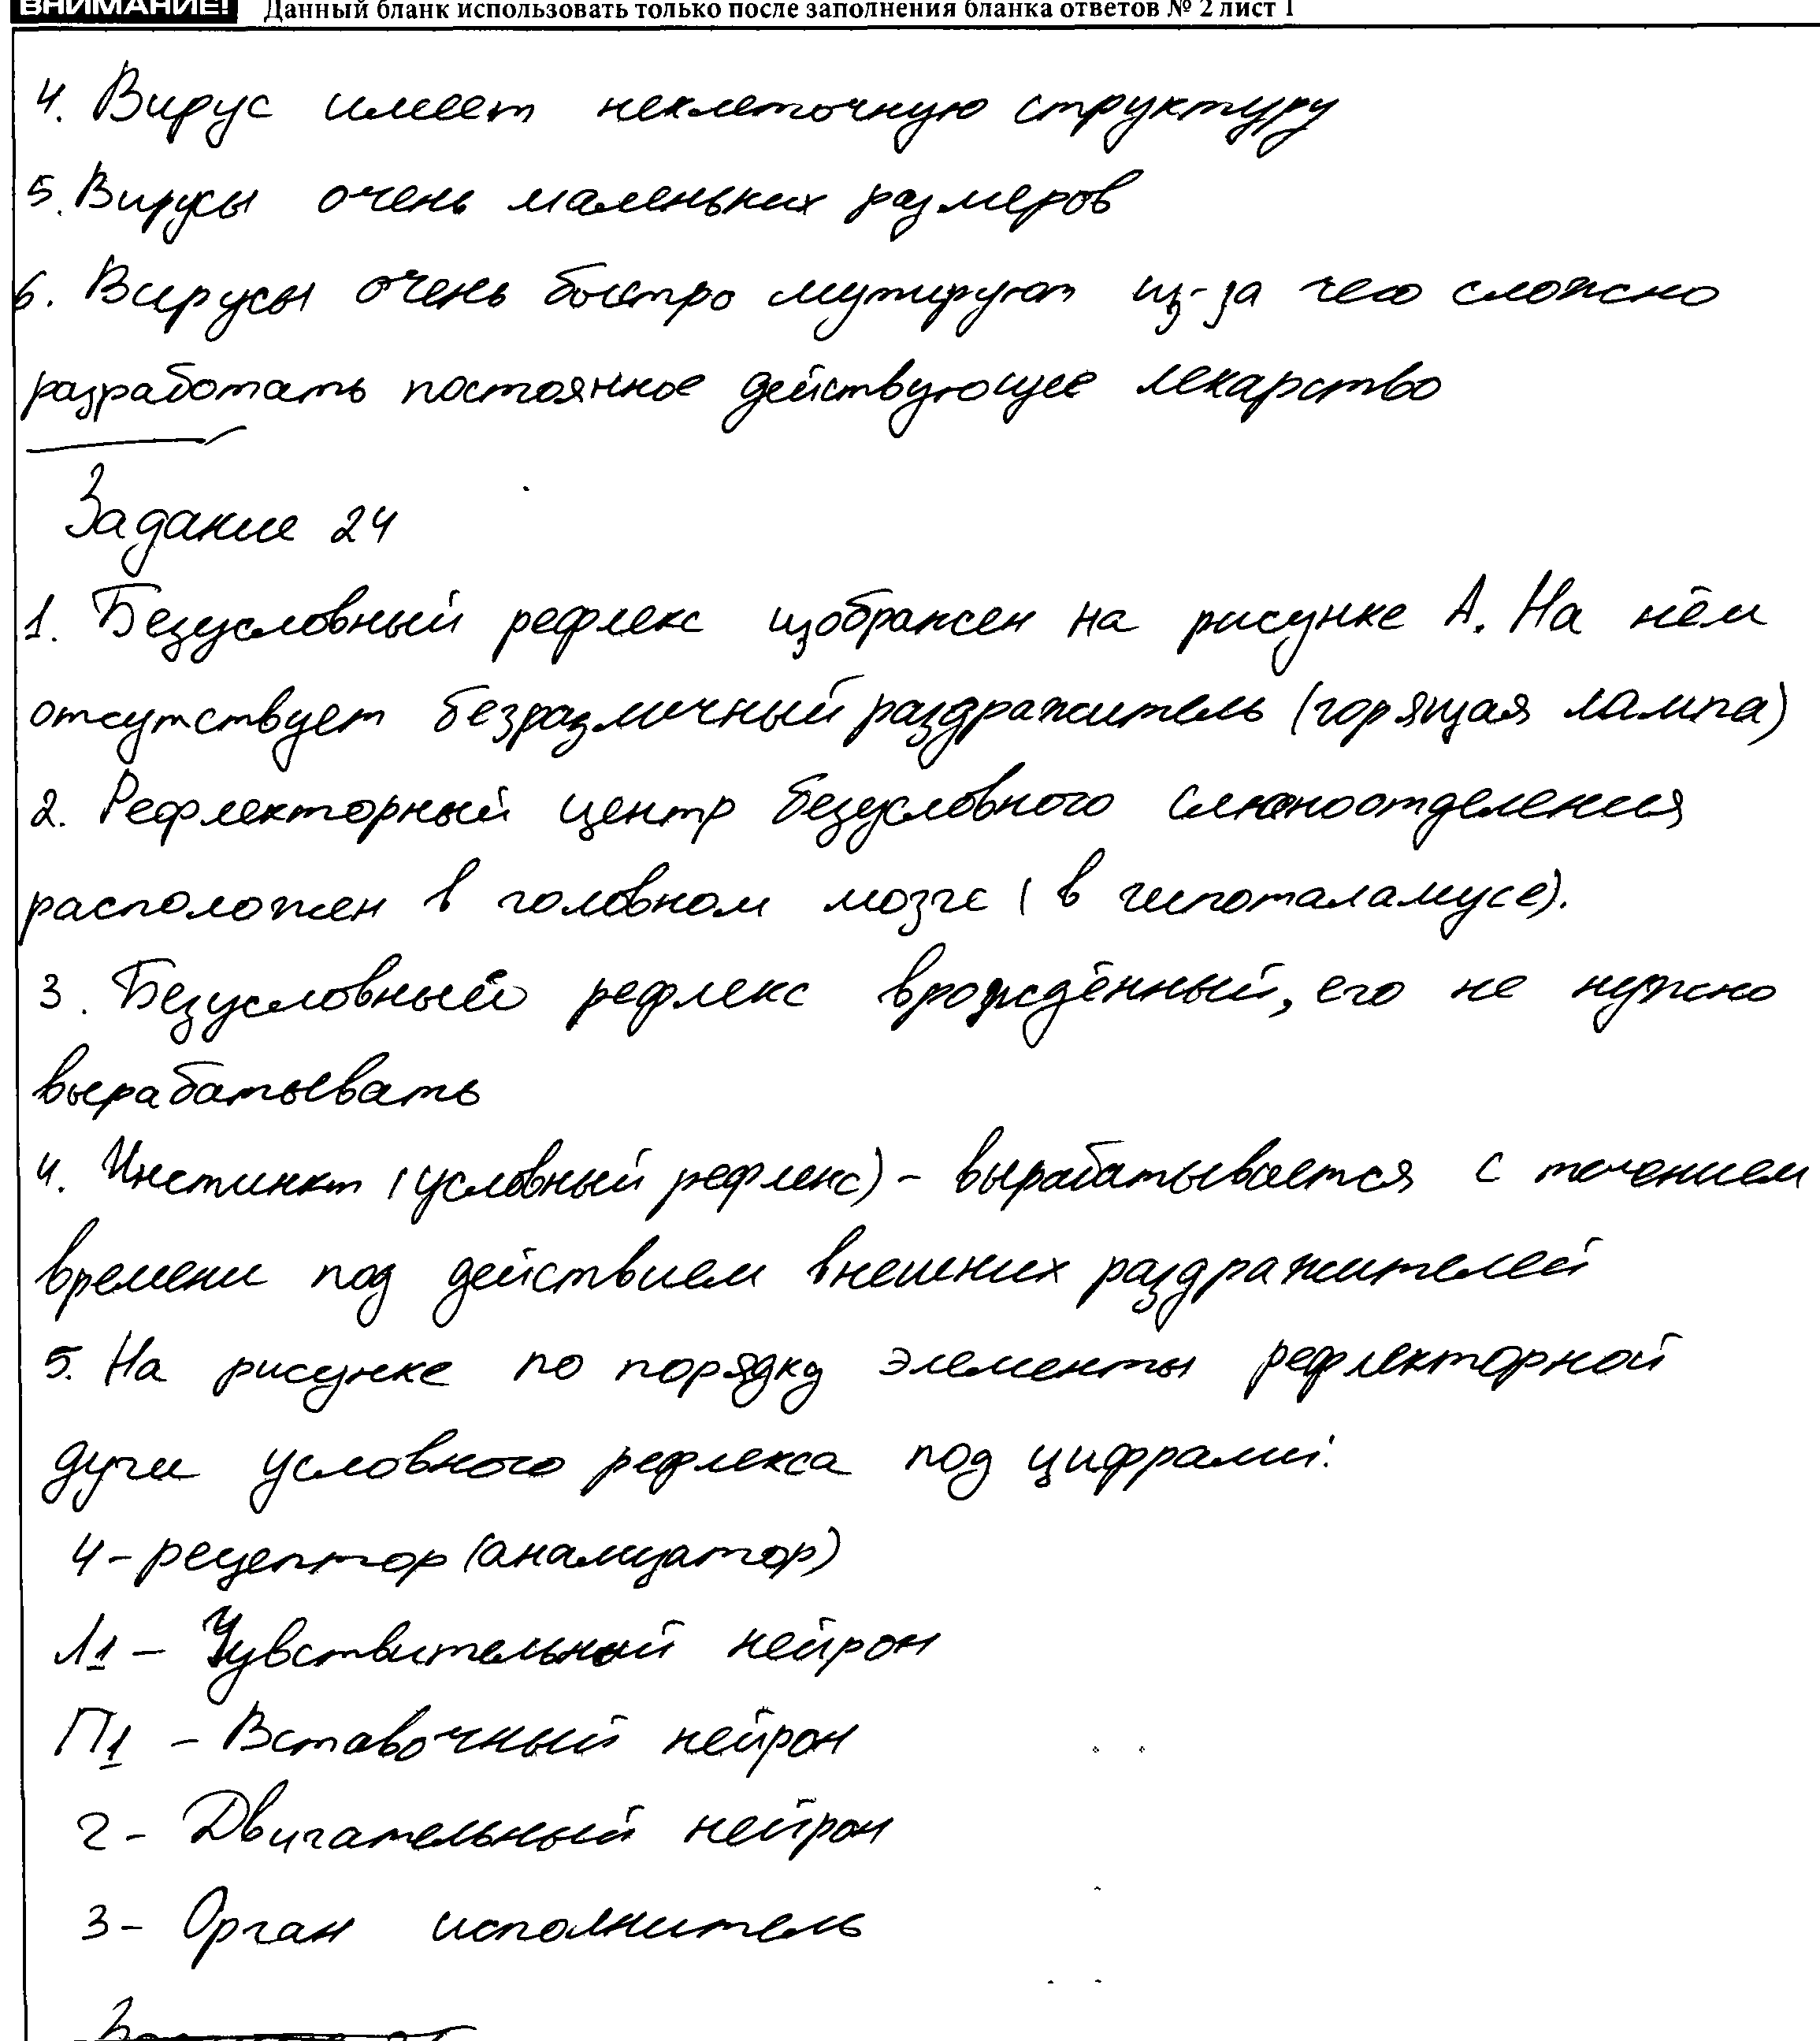 ВНИМАНИЕ! Данный бланк использовать только после заполнения бланка ответов № 2 лист 1
4. Вирус имеет неклеточную структуру
5. Вирусы очень маленьких размеров
6. Вирусы очень быстро мутируют из-за чего сложно
разработать постоянное действующее лекарство
Задание 24
1. Безусловный рефлекс изображен на рисунке А. На нём
отсутствует безразличный раздражитель (горящая лампа)
2. Рефлекторный центр безусловного слюноотделения
расположен в головном мозге (в гипоталамусе).
3. Безусловный рефлекс врождённый, его не нужно
вырабатывать
4. Инстинкт (условный рефлекс) - вырабатывается с течением
времени под действием внешних раздражителей
5. На рисунке по порядку элементы рефлекторной
дуги условного рефлекса под цифрами:
4 - рецептор (анализатор)
Л1 - Чувствительный нейрон
П1 - Вставочный нейрон
2 - Двигательный нейрон
3 - Орган исполнитель